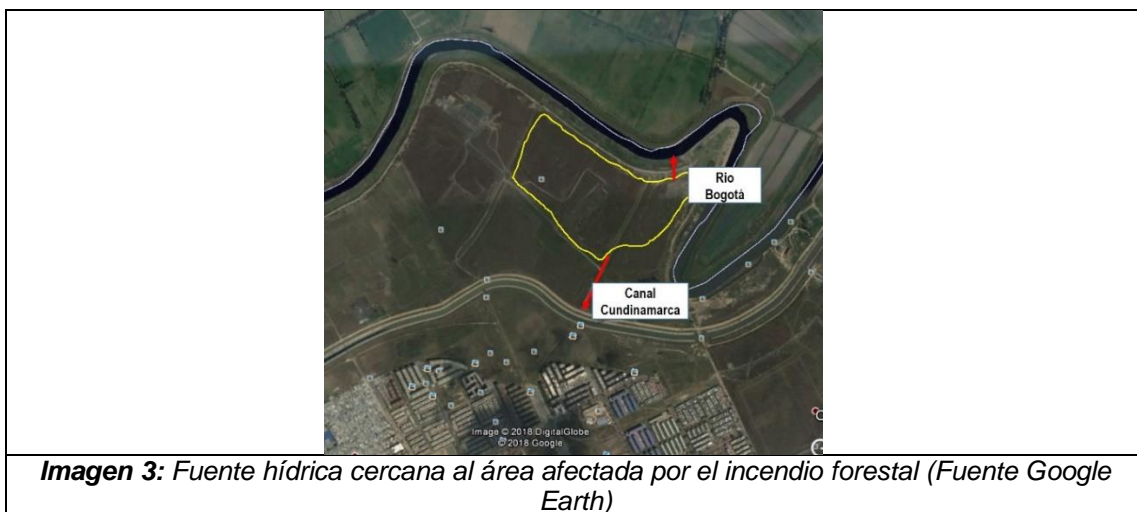 Rio
Bogotá
Canal
Cundinamarca
Image © 2018 DigitalGlobe
© 2018 Google
Imagen 3: Fuente hídrica cercana al área afectada por el incendio forestal (Fuente Google
Earth)